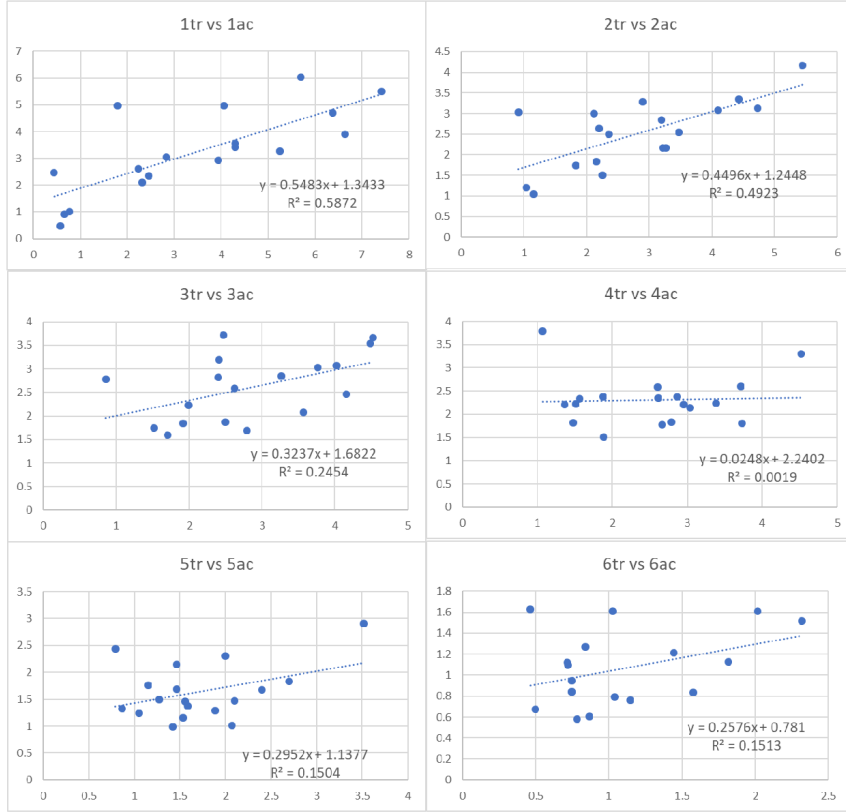 1tr vs 1ac
7
6
5
4
3
2
1
0
y = 0.5483x + 1.3433
R² = 0.5872
0 1 2 3 4 5 6 7 8
2tr vs 2ac
4.5
4
3.5
3
2.5
2
1.5
1
0.5
0
y = 0.4496x + 1.2448
R² = 0.4923
0 1 2 3 4 5 6
3tr vs 3ac
4
3.5
3
2.5
2
1.5
1
0.5
0
y = 0.3237x + 1.6822
R² = 0.2454
0 1 2 3 4 5
4tr vs 4ac
4
3.5
3
2.5
2
1.5
1
0.5
0
y = 0.0248x + 2.2402
R² = 0.0019
0 1 2 3 4 5
5tr vs 5ac
3.5
3
2.5
2
1.5
1
0.5
0
y = 0.2952x + 1.1377
R² = 0.1504
0 0.5 1 1.5 2 2.5 3 3.5 4
6tr vs 6ac
1.8
1.6
1.4
1.2
1
0.8
0.6
0.4
0.2
0
y = 0.2576x + 0.781
R² = 0.1513
0 0.5 1 1.5 2 2.5